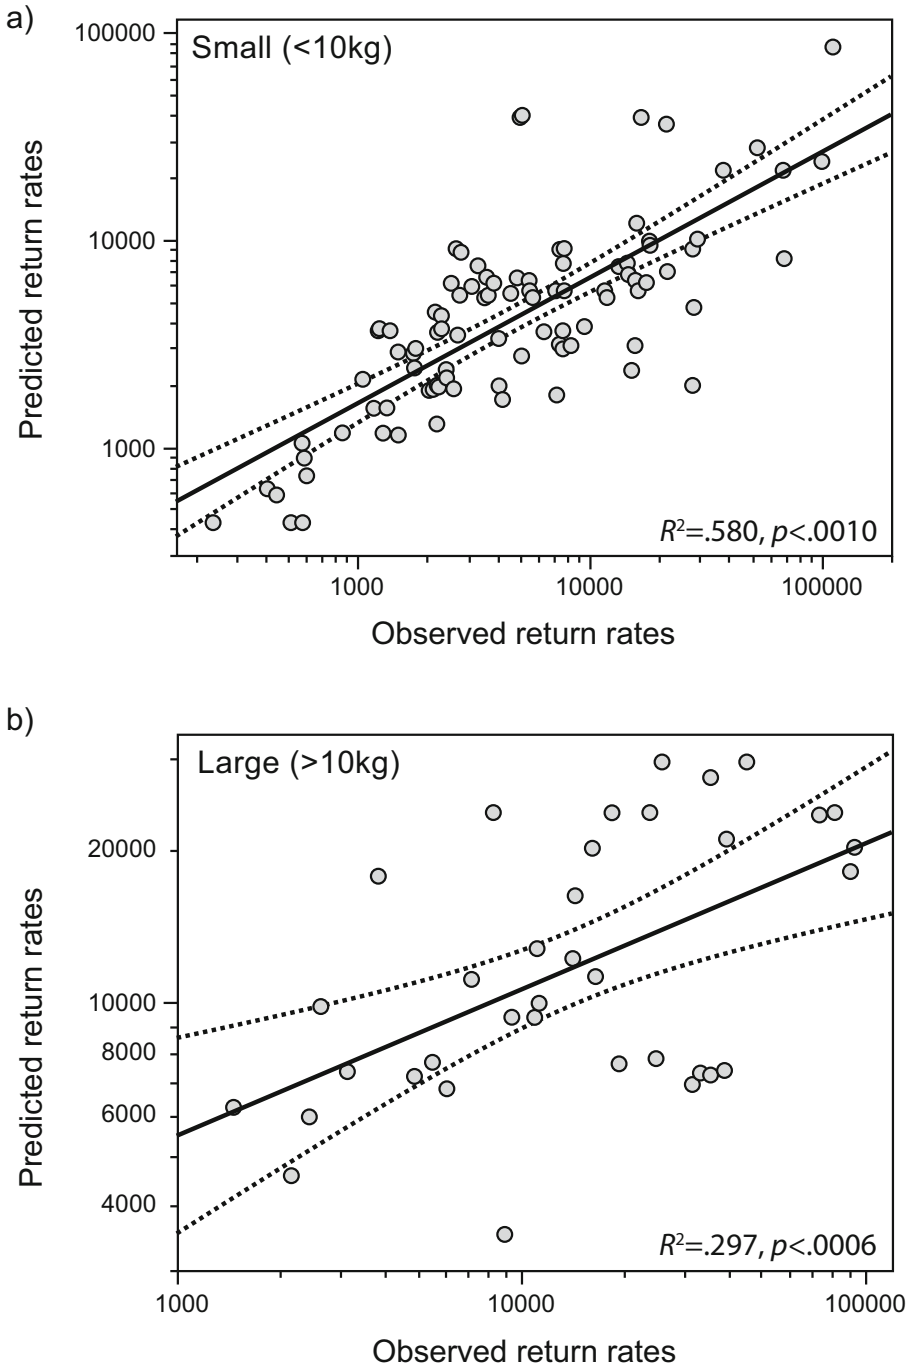 a)
Small (<10kg)
100000
10000
1000
Predicted return rates
R²=.580, p<.0010
1000
10000
100000
Observed return rates
b)
Large (>10kg)
20000
10000
8000
6000
4000
Predicted return rates
R²=.297, p<.0006
1000
10000
100000
Observed return rates